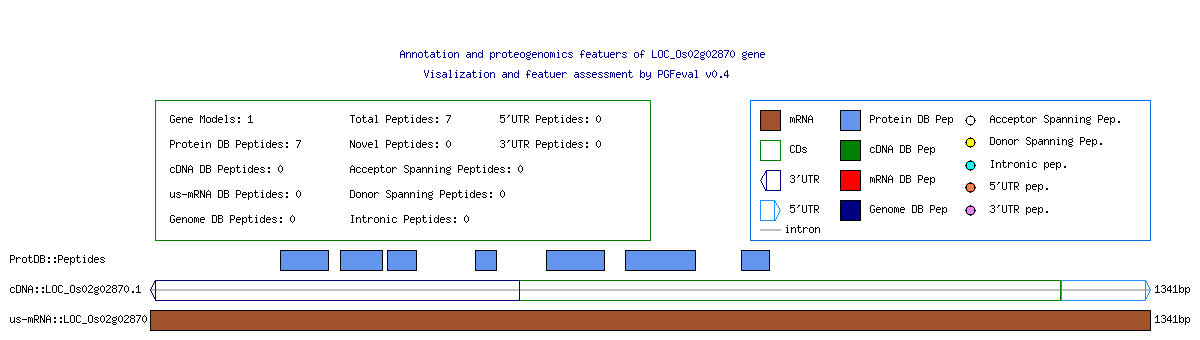 Annotation and proteogenomics featuers of LOC_Os02g02870 gene
Visalization and featuer assessment by PGFeval v0.4
Gene Models: 1 Total Peptides: 7 5'UTR Peptides: 0
Protein DB Peptides: 7 Novel Peptides: 0 3'UTR Peptides: 0
cDNA DB Peptides: 0 Acceptor Spanning Peptides: 0
us-mRNA DB Peptides: 0 Donor Spanning Peptides: 0
Genome DB Peptides: 0 Intronic Peptides: 0
mRNA Protein DB Pep Acceptor Spanning Pep.
CDs cDNA DB Pep Donor Spanning Pep.
3'UTR mRNA DB Pep Intronic pep.
5'UTR Genome DB Pep 5'UTR pep.
intron 3'UTR pep.
ProtDB::Peptides
cDNA::LOC_Os02g02870.1 1341bp
us-mRNA::LOC_Os02g02870 1341bp